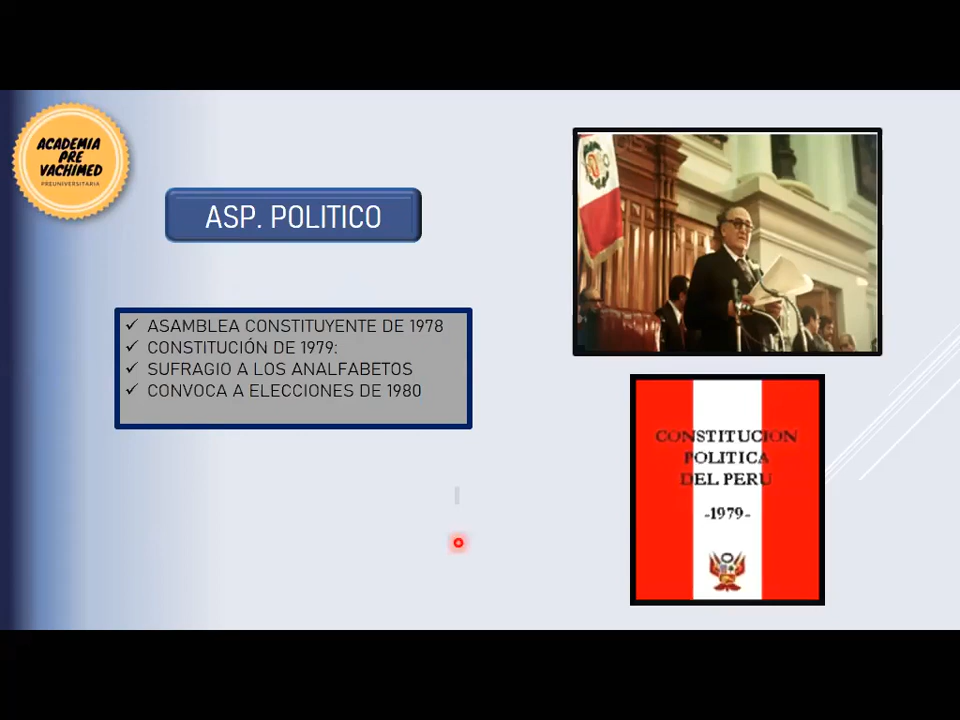 ACADEMIA
PRE
VACHIMED
PREUNIVERSITARIA
ASP. POLITICO
✓ ASAMBLEA CONSTITUYENTE DE 1978
✓ CONSTITUCIÓN DE 1979:
✓ SUFRAGIO A LOS ANALFABETOS
✓ CONVOCA A ELECCIONES DE 1980
CONSTITUCION
POLITICA
DEL PERU
-1979-